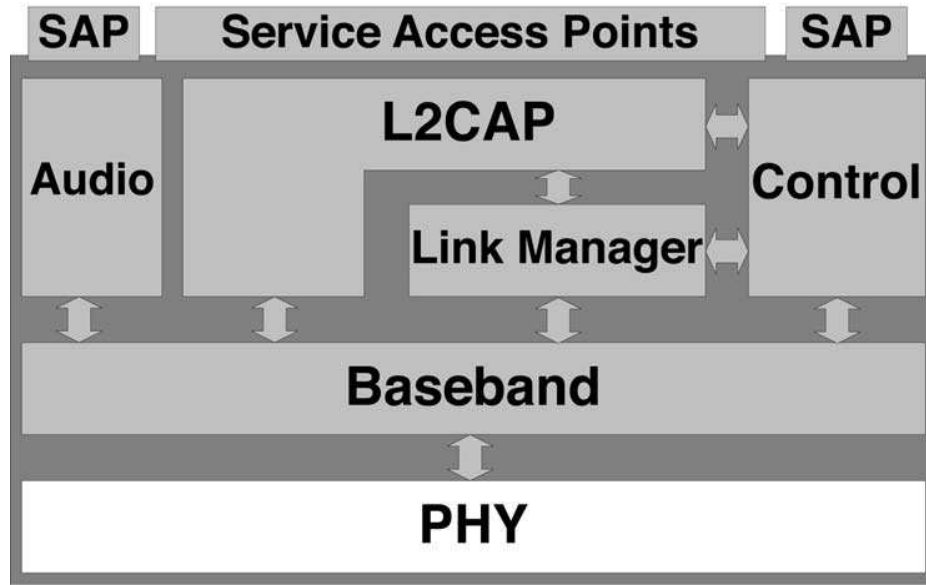 SAP
Service Access Points
SAP
L2CAP
Audio
Control
Link Manager
Baseband
PHY